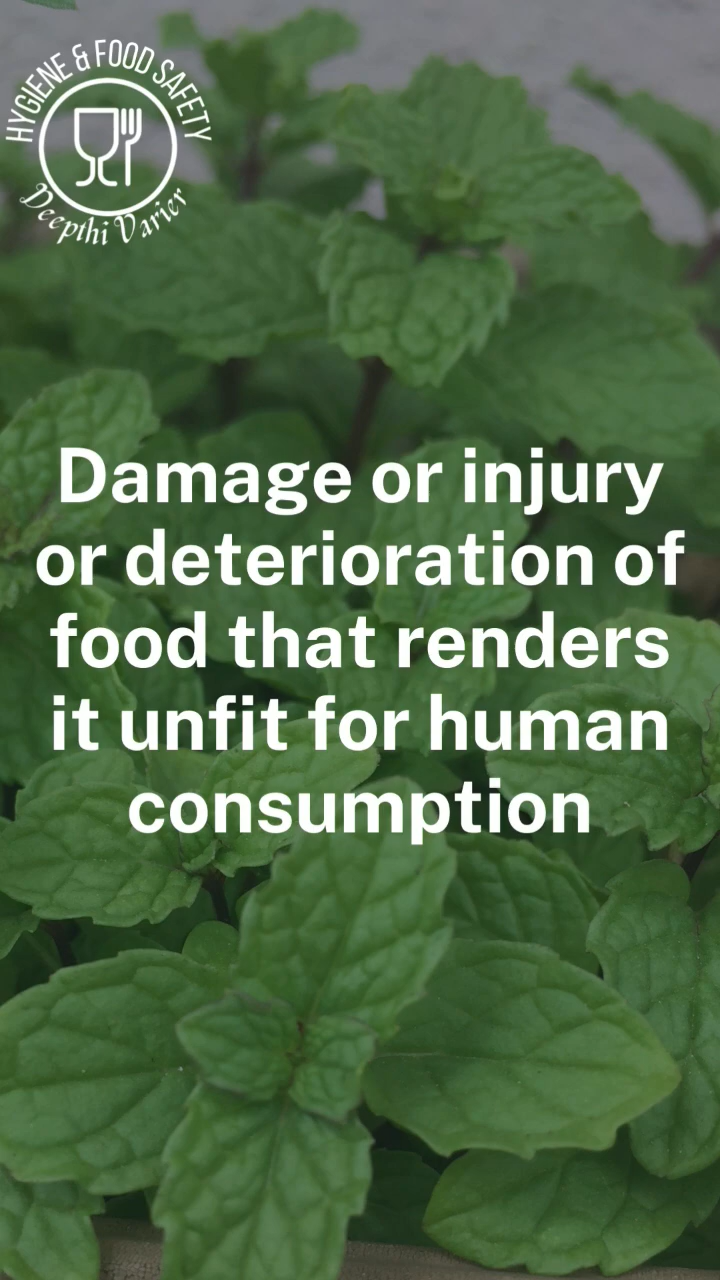 HYGIENE & FOOD SAFETY
Deepthi Varier
Damage or injury
or deterioration of
food that renders
it unfit for human
consumption